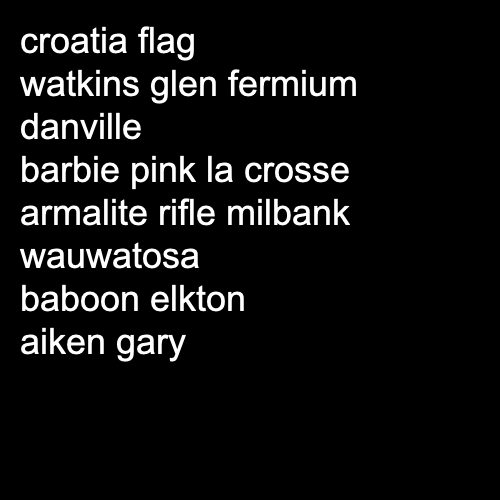 croatia flag
watkins glen fermium
danville
barbie pink la crosse
armalite rifle milbank
wauwatosa
baboon elkton
aiken gary